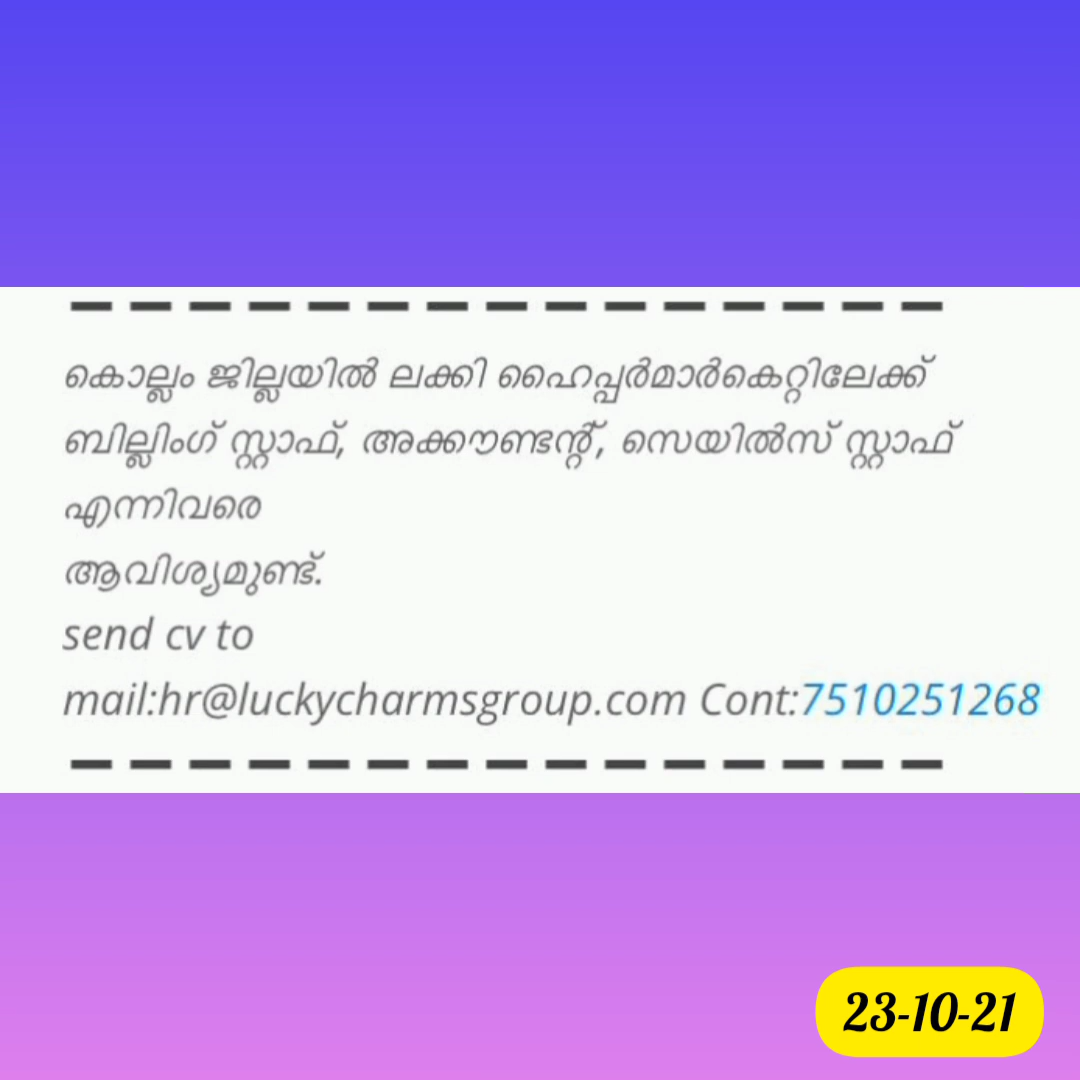 കൊല്ലം ജില്ലയിൽ ലക്കി ഹൈപ്പർമാർകെറ്റിലേക്ക്
ബില്ലിംഗ് സ്റ്റാഫ്, അക്കൗണ്ടന്റ്, സെയിൽസ് സ്റ്റാഫ്
എന്നിവരെ
ആവിശ്യമുണ്ട്.
send cv to
mail:hr@luckycharmsgroup.com Cont:7510251268
23-10-21